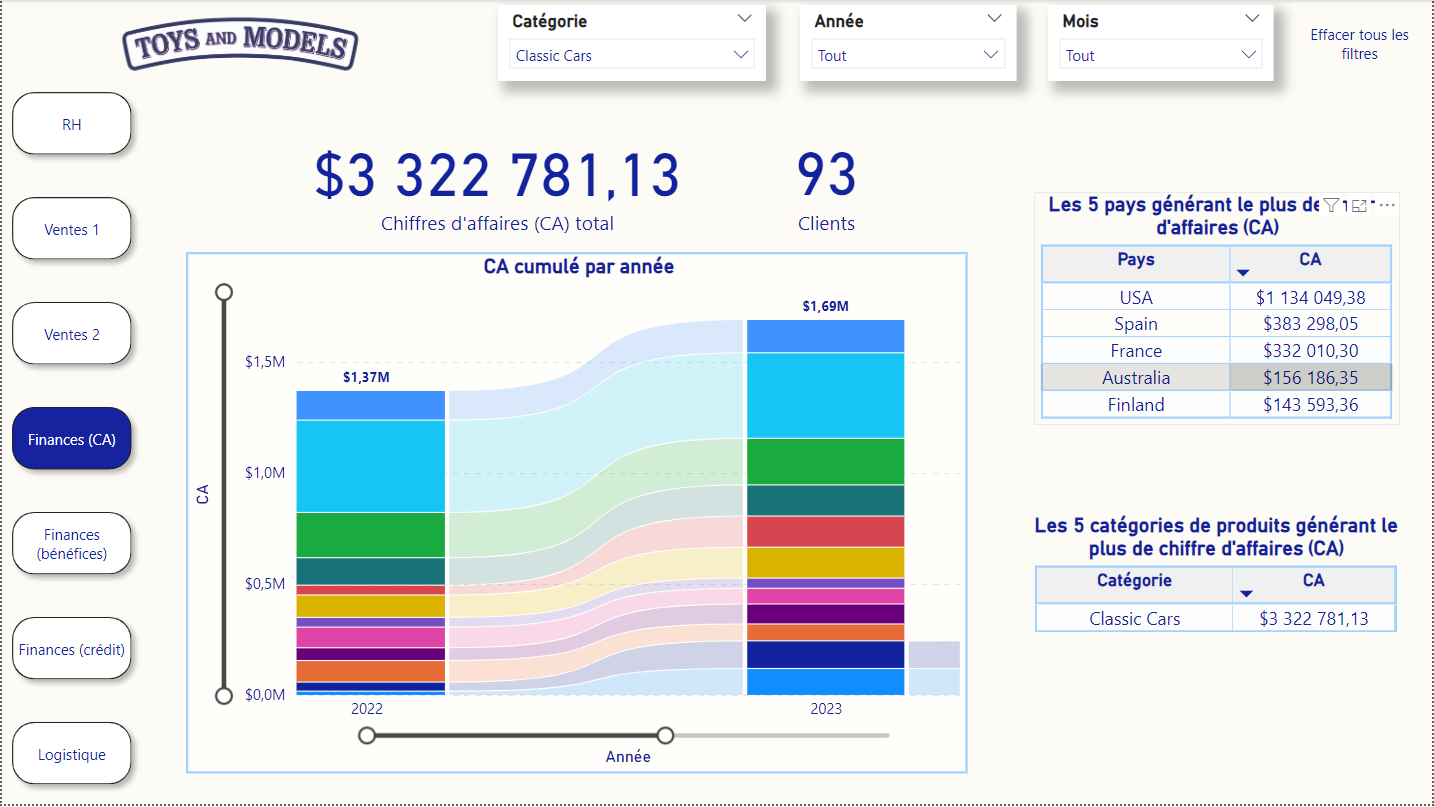 TOYS AND MODELS
Catégorie
Classic Cars
Année
Tout
Mois
Tout
Effacer tous les
filtres
RH
Ventes 1
Ventes 2
Finances (CA)
Finances
(bénéfices)
Finances (crédit)
Logistique
$3 322 781,13
Chiffres d'affaires (CA) total
93
Clients
CA cumulé par année
$1,69M
$1,5M
$1,37M
$1,0M
CA
$0,5M
$0,0M
2022
2023
Année
Les 5 pays générant le plus de
d'affaires (CA)
Pays CA
USA $1 134 049,38
Spain $383 298,05
France $332 010,30
Australia $156 186,35
Finland $143 593,36
Les 5 catégories de produits générant le
plus de chiffre d'affaires (CA)
Catégorie CA
Classic Cars $3 322 781,13